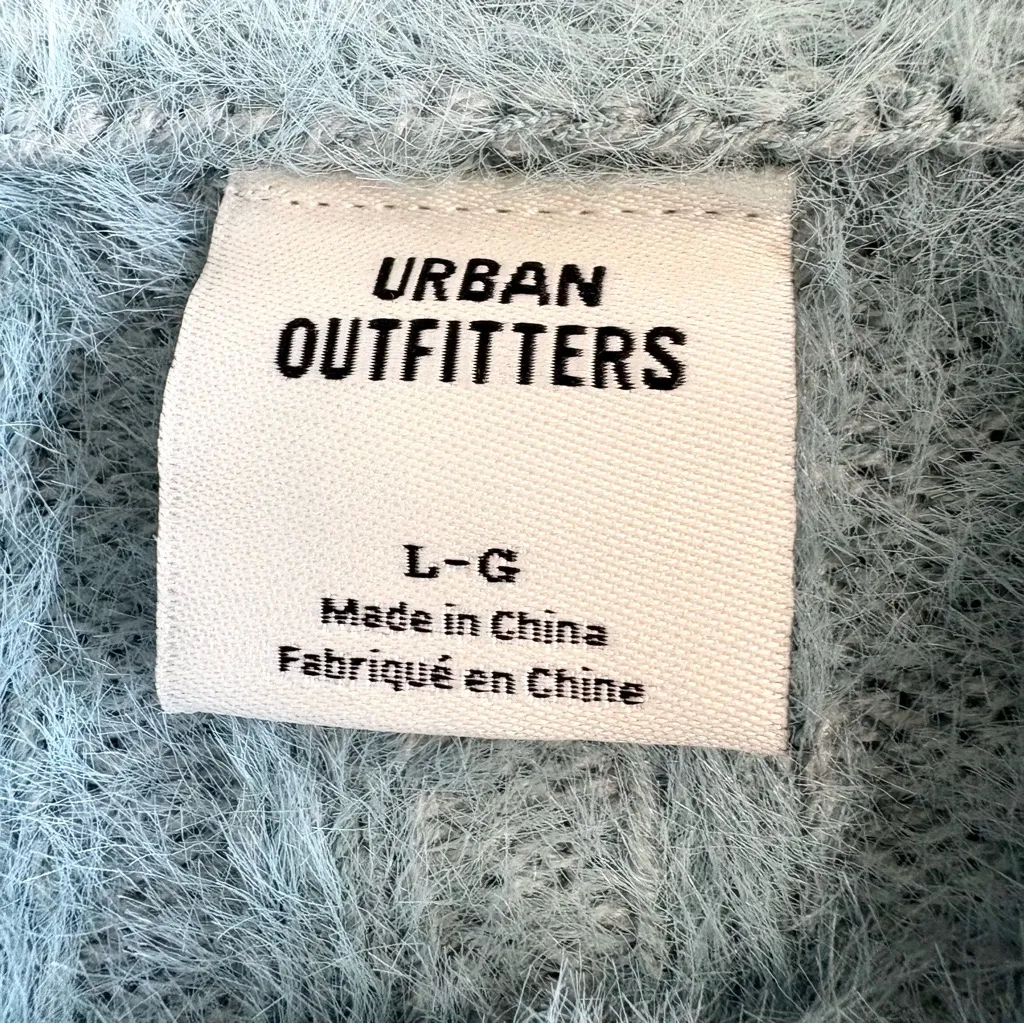 URBAN
OUTFITTERS
L-G
Made in China
Fabriqué en Chine